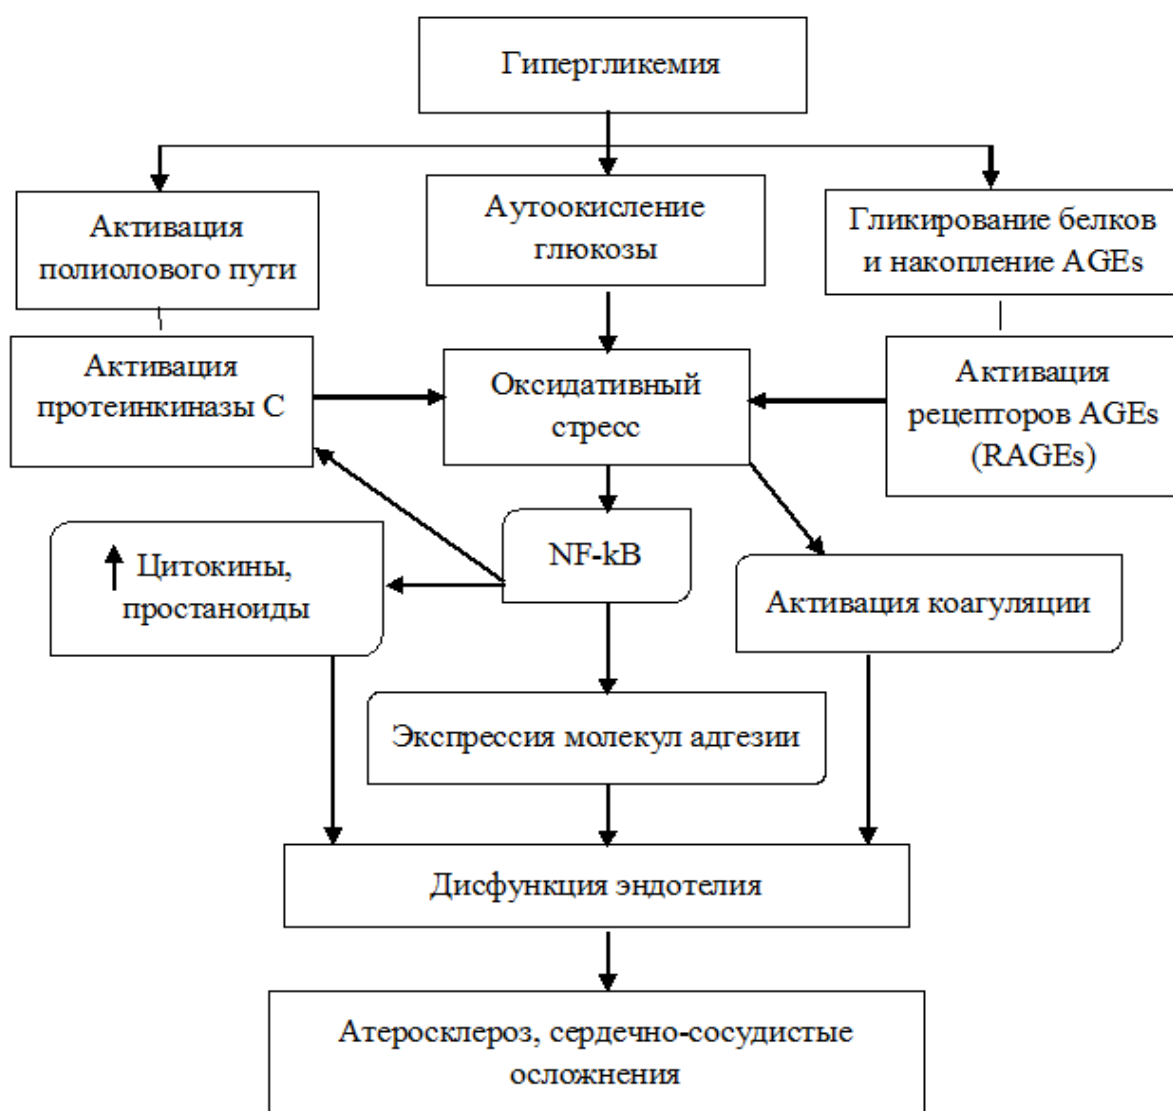 Гипергликемия
Активация
полиолового пути
Аутоокисление
глюкозы
Гликирование белков
и накопление AGEs
Активация
протеинкиназы С
Оксидативный
стресс
Активация
рецепторов AGEs
(RAGEs)
Цитокины,
простаноиды
NF-kB
Активация коагуляции
Экспрессия молекул адгезии
Дисфункция эндотелия
Атеросклероз, сердечно-сосудистые
осложнения